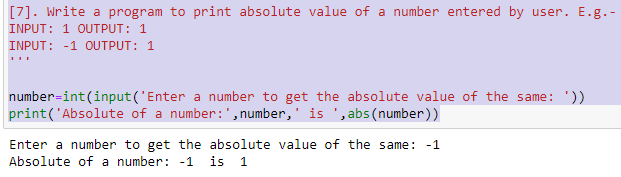 [7]. Write a program to print absolute value of a number entered by user. E.g.-
INPUT: 1 OUTPUT: 1
INPUT: -1 OUTPUT: 1
'''
number=int(input('Enter a number to get the absolute value of the same: '))
print('Absolute of a number:',number,' is ',abs(number))
Enter a number to get the absolute value of the same: -1
Absolute of a number: -1  is  1